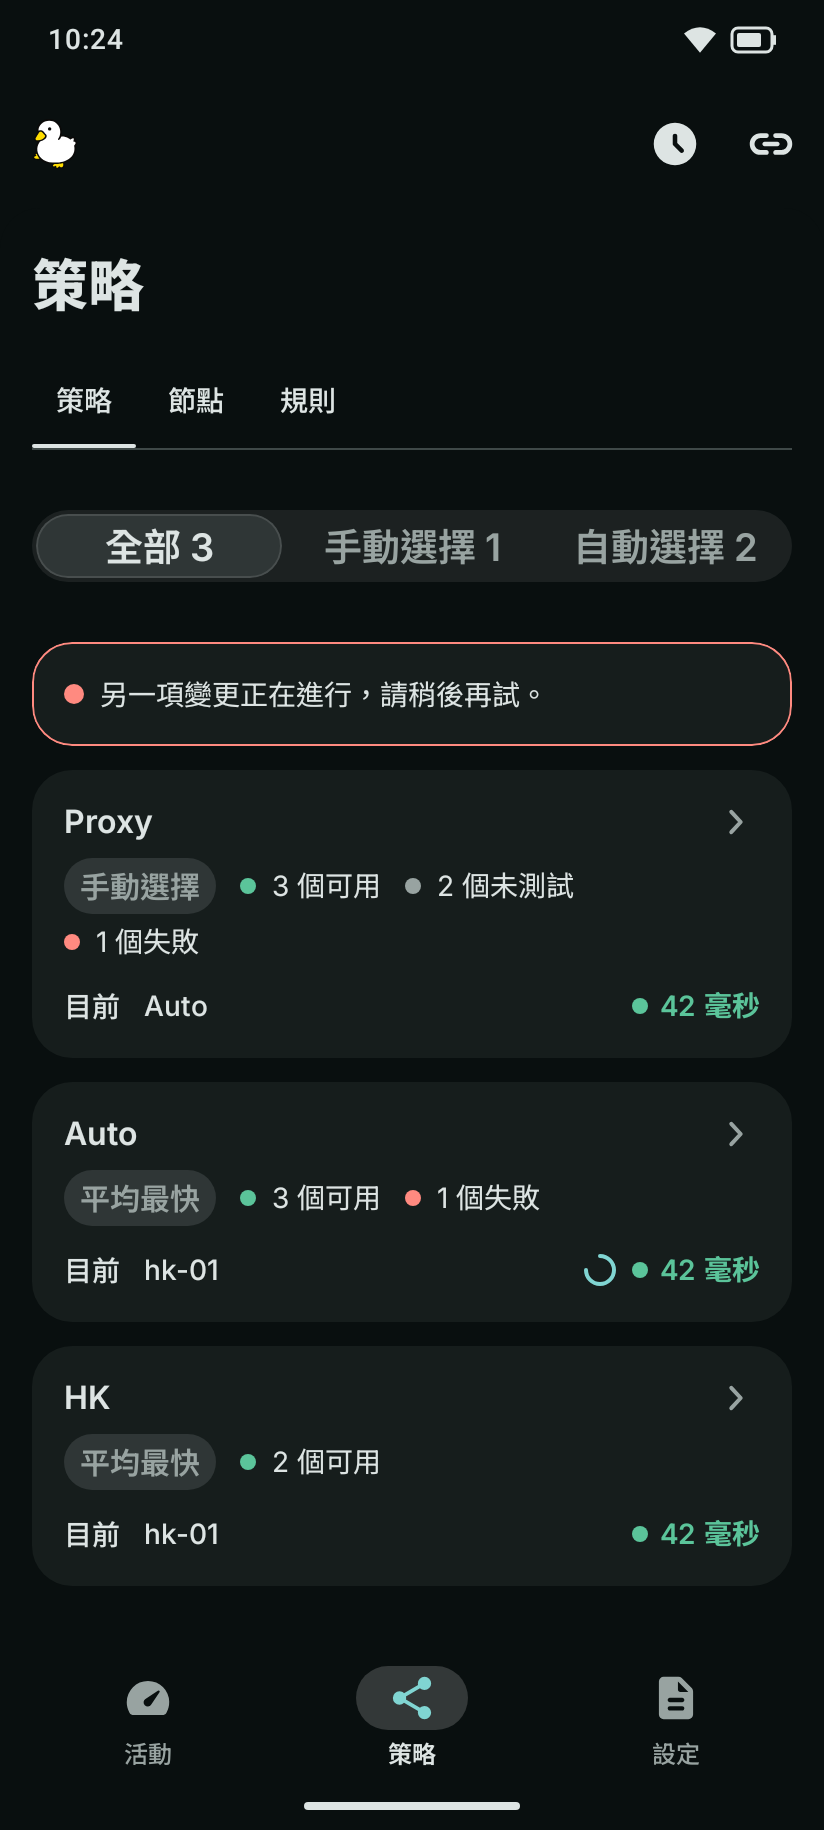 10:24
策略
策略 節點 規則
全部 3 手動選擇 1 自動選擇 2
另一項變更正在進行，請稍後再試。
Proxy
手動選擇 3 個可用 2 個未測試
1 個失敗
目前 Auto 42 毫秒
Auto
平均最快 3 個可用 1 個失敗
目前 hk-01 42 毫秒
HK
平均最快 2 個可用
目前 hk-01 42 毫秒
活動 策略 設定